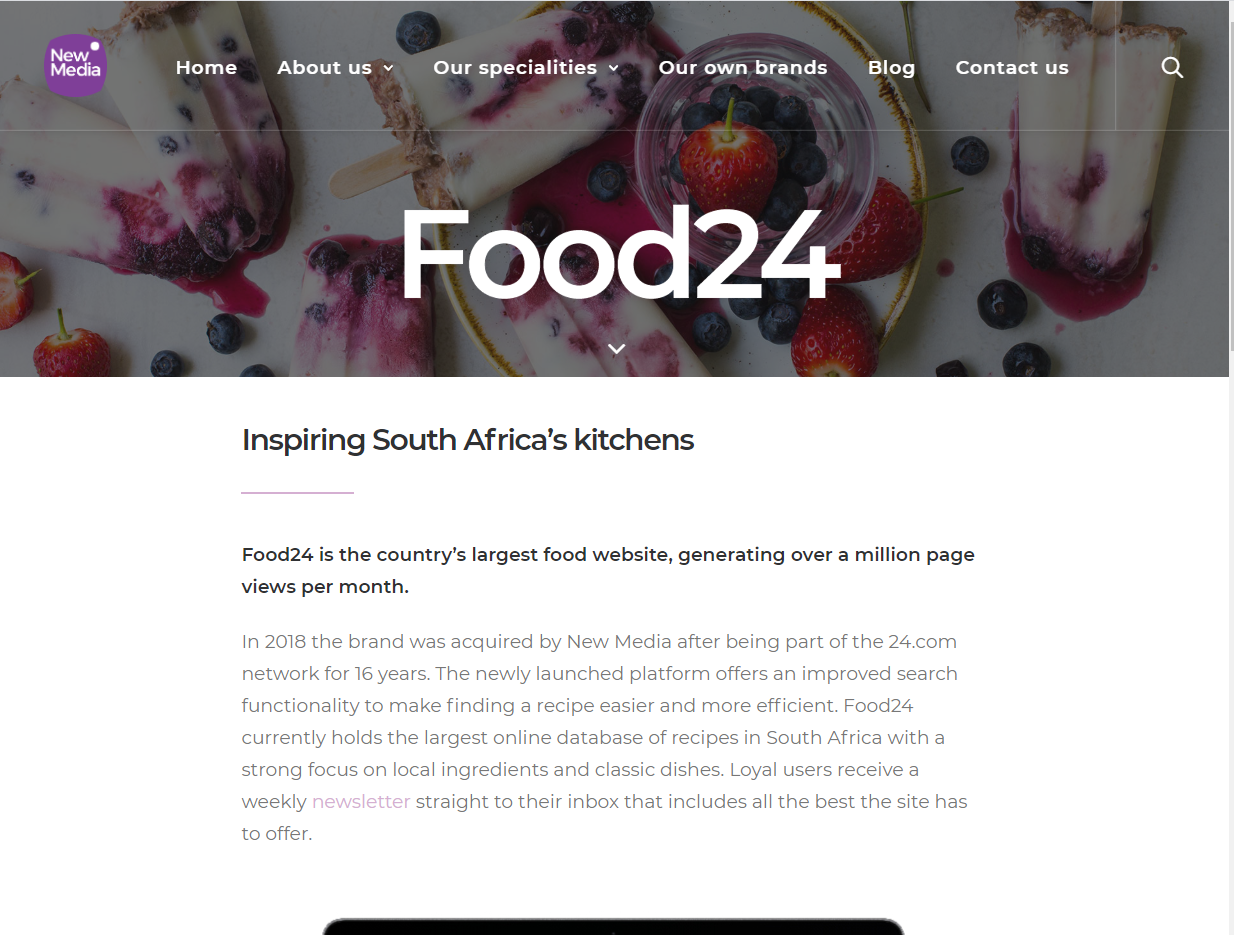 New
Media
Home About us Our specialities Our own brands Blog Contact us
Food24
Inspiring South Africa’s kitchens
Food24 is the country’s largest food website, generating over a million page
views per month.
In 2018 the brand was acquired by New Media after being part of the 24.com
network for 16 years. The newly launched platform offers an improved search
functionality to make finding a recipe easier and more efficient. Food24
currently holds the largest online database of recipes in South Africa with a
strong focus on local ingredients and classic dishes. Loyal users receive a
weekly newsletter straight to their inbox that includes all the best the site has
to offer.